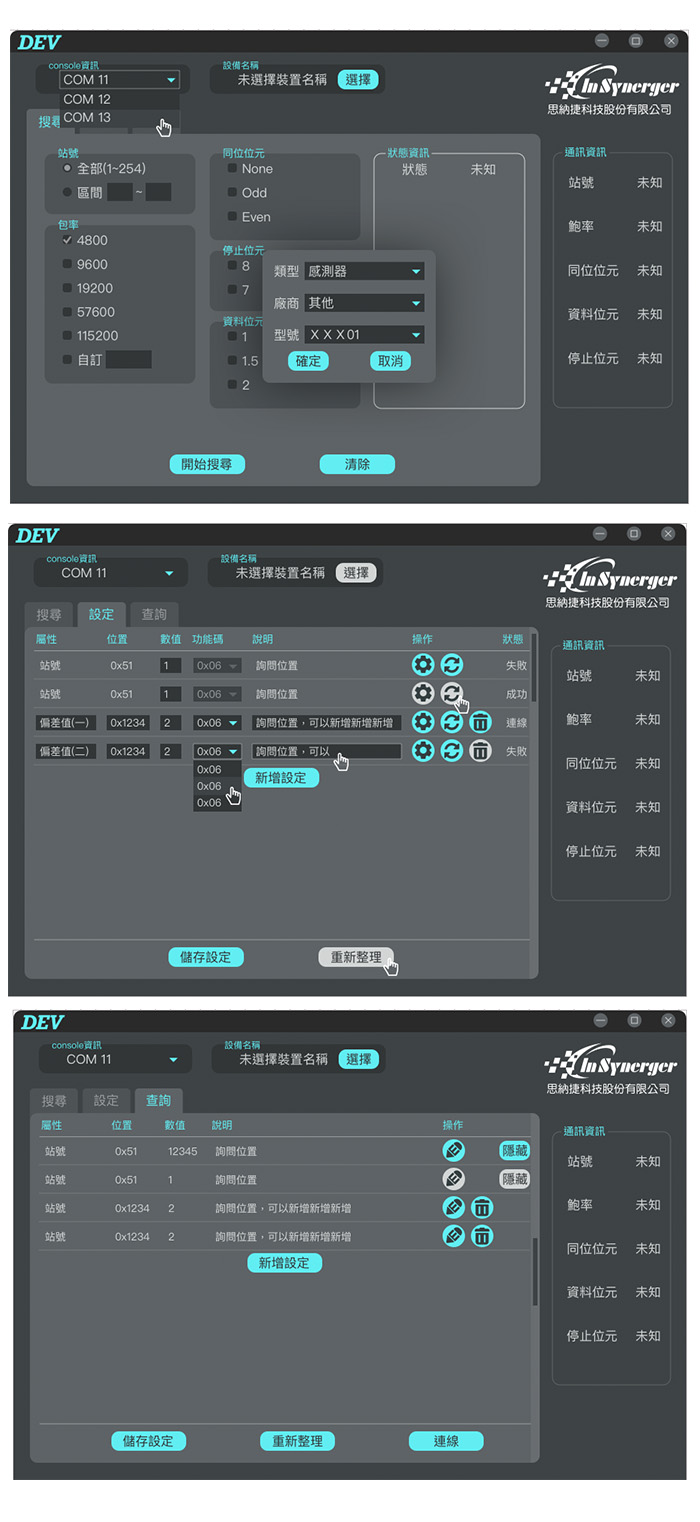 DEV
console資訊
設備名稱
COM 11
未選擇裝置名稱 選擇
COM 12
COM 13
InSynerger
思納捷科技股份有限公司
搜尋
站號
全部(1~254)
區間 ~
包率
4800
9600
19200
57600
115200
自訂
同位位元
None
Odd
Even
停止位元
8
7
資料位元
1
1.5
2
狀態資訊
狀態 未知
類型 感測器
廠商 其他
型號 XXX01
確定 取消
開始搜尋 清除
通訊資訊
站號 未知
鮑率 未知
同位位元 未知
資料位元 未知
停止位元 未知
DEV
console資訊
設備名稱
COM 11
未選擇裝置名稱 選擇
InSynerger
思納捷科技股份有限公司
搜尋 設定 查詢
屬性 位置 數值 功能碼 說明 操作 狀態
站號 0x51 1 0x06 詢問位置 失敗
站號 0x51 1 0x06 詢問位置 成功
偏差值(一) 0x1234 2 0x06 詢問位置，可以新增新增新增 連線
偏差值(二) 0x1234 2 0x06 詢問位置，可以 失敗
0x06
0x06
0x06
新增設定
儲存設定 重新整理
通訊資訊
站號 未知
鮑率 未知
同位位元 未知
資料位元 未知
停止位元 未知
DEV
console資訊
設備名稱
COM 11
未選擇裝置名稱 選擇
InSynerger
思納捷科技股份有限公司
搜尋 設定 查詢
屬性 位置 數值 說明 操作
站號 0x51 12345 詢問位置 隱藏
站號 0x51 1 詢問位置 隱藏
站號 0x1234 2 詢問位置，可以新增新增新增
站號 0x1234 2 詢問位置，可以新增新增新增
新增設定
儲存設定 重新整理 連線
通訊資訊
站號 未知
鮑率 未知
同位位元 未知
資料位元 未知
停止位元 未知